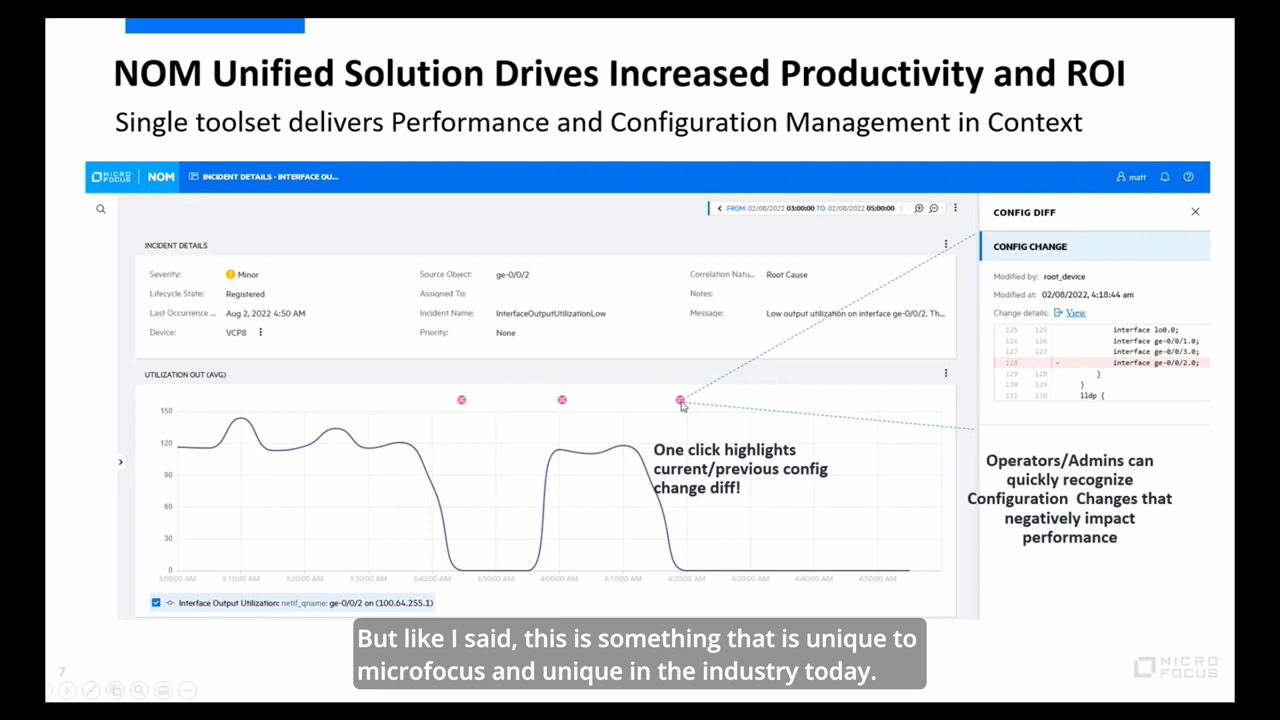 NOM Unified Solution Drives Increased Productivity and ROI
Single toolset delivers Performance and Configuration Management in Context
MICRO FOCUS | NOM INCIDENT DETAILS - INTERFACE OU... matt
FROM: 02/08/2022 03:00:00 TO: 02/08/2022 05:00:00
INCIDENT DETAILS
Severity: Minor Source Object: ge-0/0/2 Correlation Natu... Root Cause
Lifecycle State: Registered Assigned To: Notes:
Last Occurrence ... Aug 2, 2022 4:50 AM Incident Name: InterfaceOutputUtilizationLow Message: Low output utilization on interface ge-0/0/2. Th...
Device: VCP8 Priority: None
UTILIZATION OUT (AVG)
150
120
90
60
30
0
3:00:00 AM 3:10:00 AM 3:20:00 AM 3:30:00 AM 3:40:00 AM 3:50:00 AM 4:00:00 AM 4:10:00 AM 4:20:00 AM 4:30:00 AM 4:40:00 AM 4:50:00 AM
One click highlights
current/previous config
change diff!
Interface Output Utilization: netif_qname: ge-0/0/2 on (100.64.255.1)
CONFIG DIFF
CONFIG CHANGE
Modified by: root_device
Modified at: 02/08/2022, 4:18:44 am
Change details: View
125 125 interface lo0.0;
126 126 interface ge-0/0/1.0;
127 127 interface ge-0/0/3.0;
128 - interface ge-0/0/2.0;
129 128 }
130 129 }
131 130 lldp {
Operators/Admins can
quickly recognize
Configuration Changes that
negatively impact
performance
But like I said, this is something that is unique to
microfocus and unique in the industry today.
7
MICRO
FOCUS